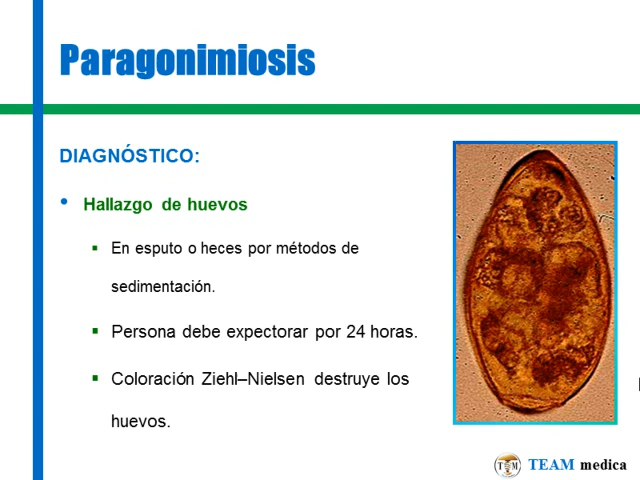 Paragonimiosis
DIAGNÓSTICO:
• Hallazgo de huevos
▪ En esputo o heces por métodos de
sedimentación.
▪ Persona debe expectorar por 24 horas.
▪ Coloración Ziehl–Nielsen destruye los
huevos.
TEAM medica